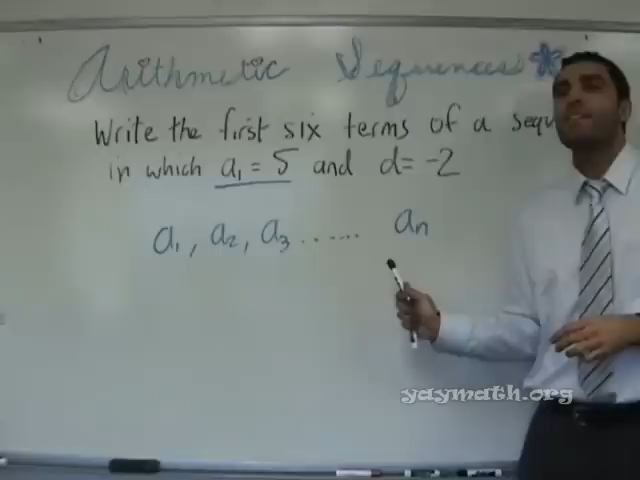 Arithmetic Sequences*
Write the first six terms of a sequ
in which a₁ = 5 and d = -2
a₁, a₂, a₃ ...... aₙ
yaymath.org